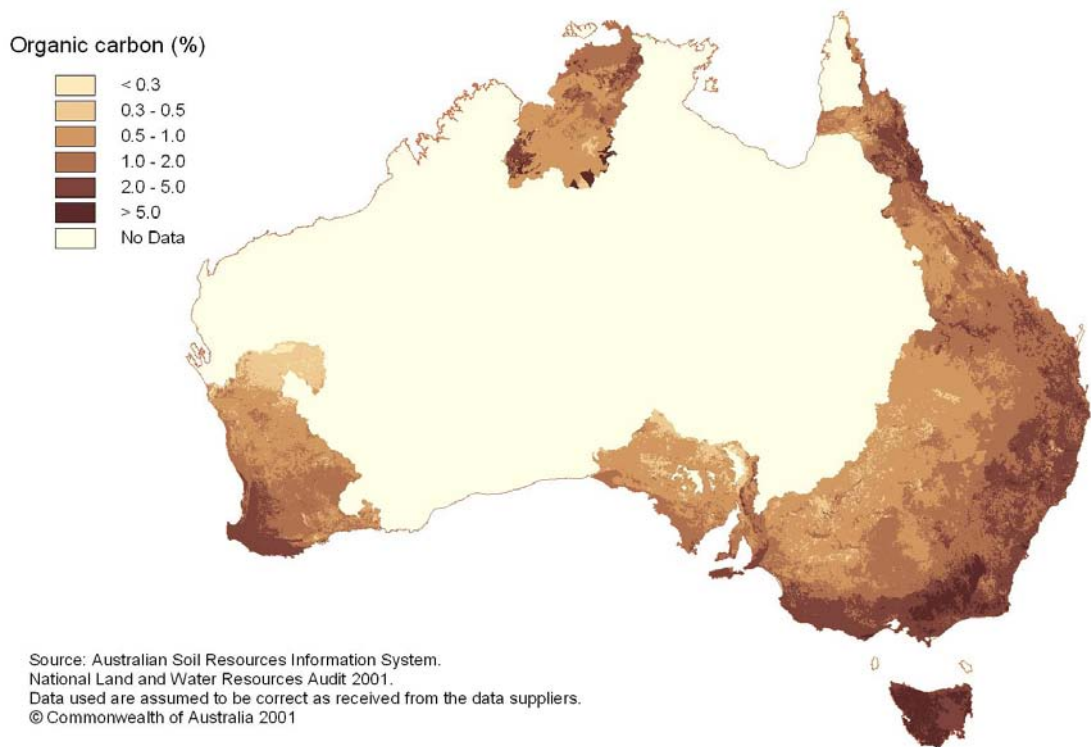 Organic carbon (%)
< 0.3
0.3 - 0.5
0.5 - 1.0
1.0 - 2.0
2.0 - 5.0
> 5.0
No Data
Source: Australian Soil Resources Information System.
National Land and Water Resources Audit 2001.
Data used are assumed to be correct as received from the data suppliers.
© Commonwealth of Australia 2001